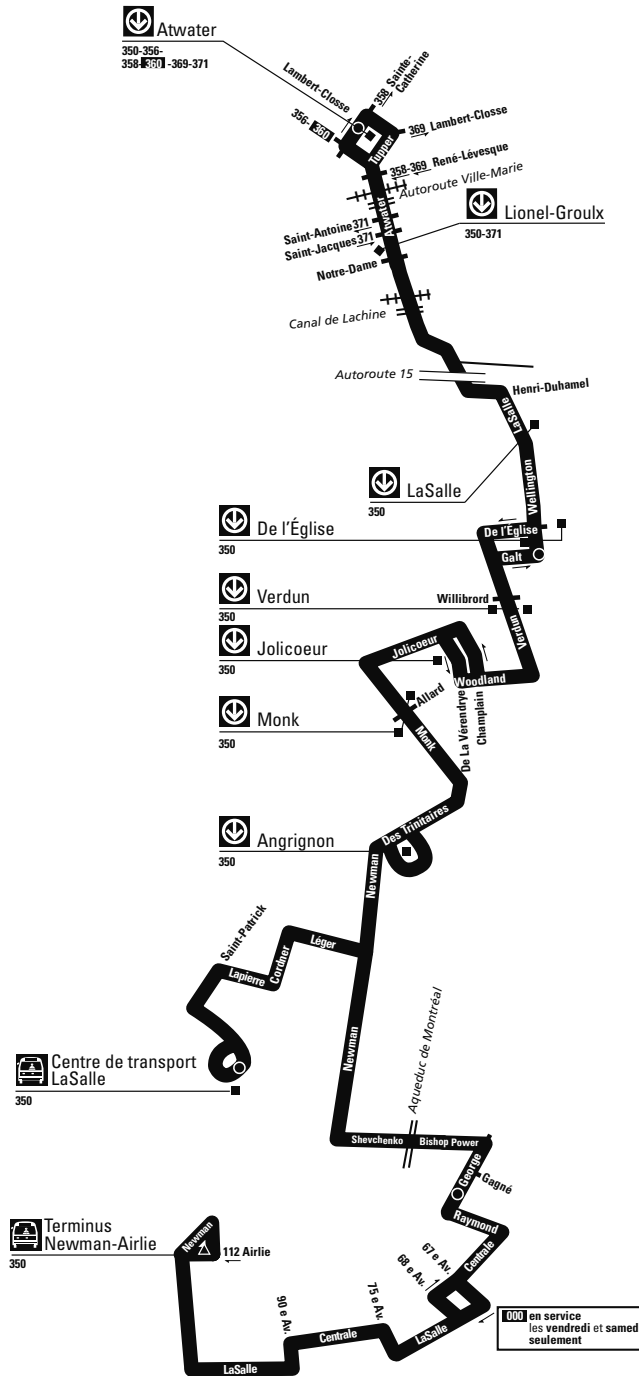 Atwater
350-356-
358-360-369-371
Lambert-Closse
358 Sainte-
Catherine
356-360
369 Lambert-Closse
Tupper
358-369 René-Lévesque
Autoroute Ville-Marie
Atwater
Lionel-Groulx
350-371
Saint-Antoine 371
Saint-Jacques 371
Notre-Dame
Canal de Lachine
Autoroute 15
Henri-Duhamel
LaSalle
LaSalle
350
Wellington
De l'Église
350
De l'Église
Galt
Verdun
350
Willibrord
Verdun
Jolicoeur
350
Jolicoeur
Woodland
De La Vérendrye
Champlain
Allard
Monk
350
Monk
Angrignon
350
Des Trinitaires
Newman
Saint-Patrick
Léger
Cordner
Lapierre
Centre de transport
LaSalle
350
Newman
Aqueduc de Montréal
Shevchenko
Bishop Power
George
Gagné
Raymond
Centrale
67 e Av.
68 e Av.
Terminus
Newman-Airlie
350
Newman
112 Airlie
90 e Av.
75 e Av.
Centrale
LaSalle
LaSalle
000 en service
les vendredi et samed
seulement